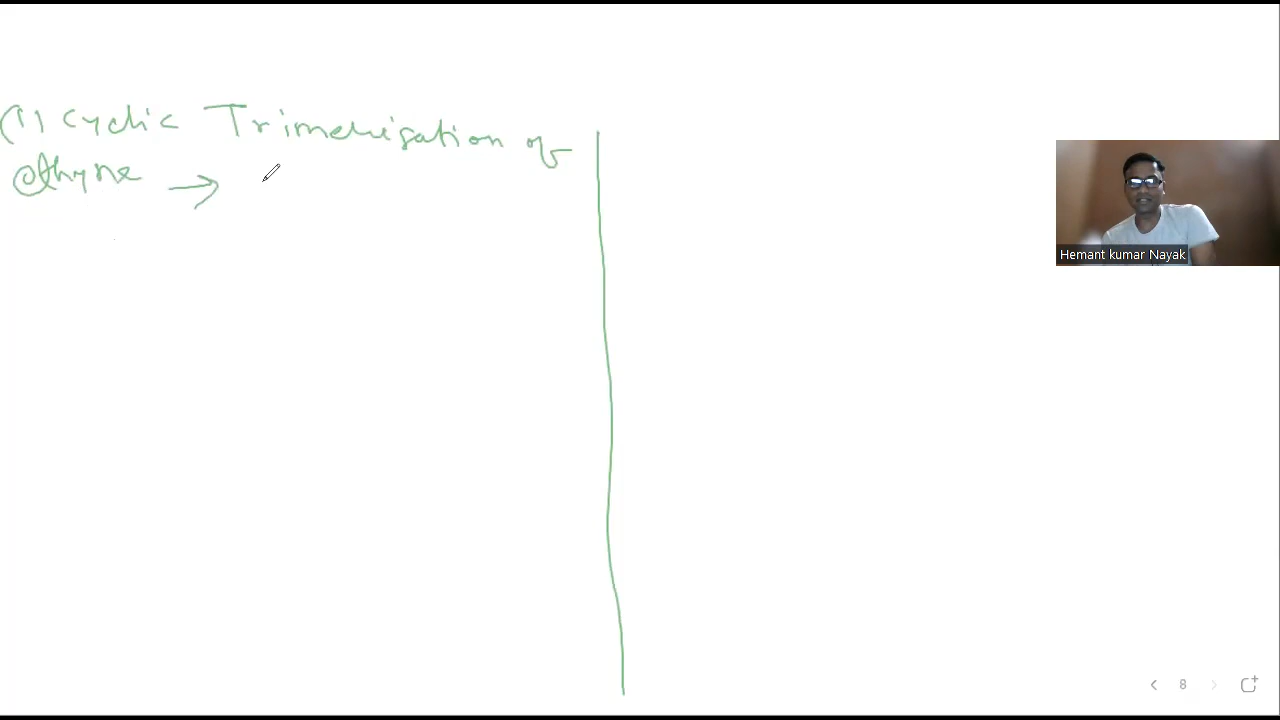 (1) Cyclic Trimerisation of
ethyne →
Hemant kumar Nayak
8